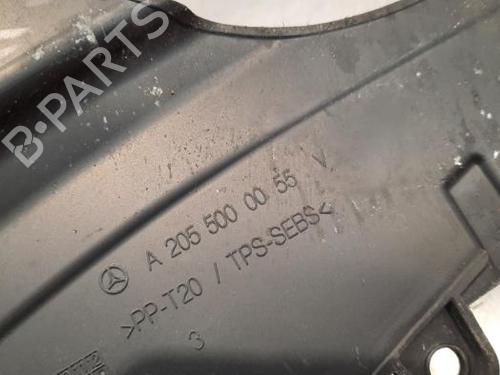 B-PARTS
A 205 500 00 55 V
>PP-T20 / TPS-SEBS<
3